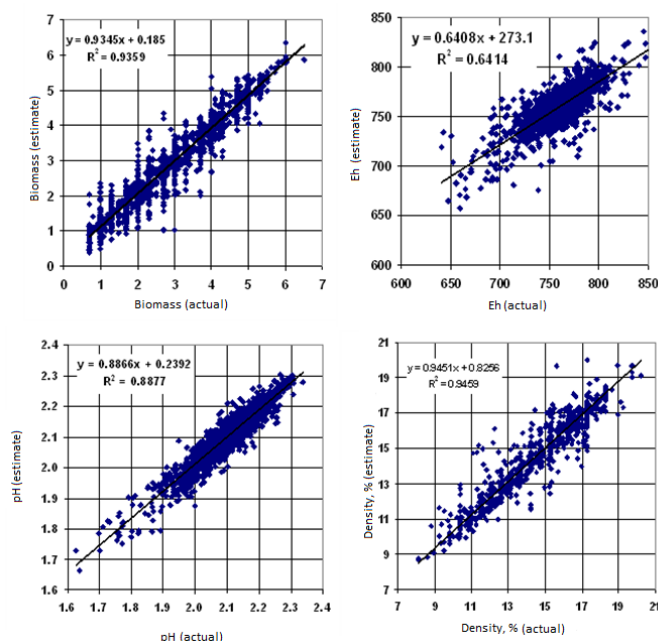 y = 0.9345x + 0.185
R² = 0.9359
7
6
5
4
3
2
1
0
0 1 2 3 4 5 6 7
Biomass (estimate)
Biomass (actual)
y = 0.6408x + 273.1
R² = 0.6414
850
800
750
700
650
600
600 650 700 750 800 850
Eh (estimate)
Eh (actual)
y = 0.8866x + 0.2392
R² = 0.8877
2.4
2.3
2.2
2.1
2.0
1.9
1.8
1.7
1.6
1.6 1.7 1.8 1.9 2.0 2.1 2.2 2.3 2.4
pH (estimate)
pH (actual)
y = 0.9451x + 0.8256
R² = 0.9459
21
19
17
15
13
11
9
7
7 9 11 13 15 17 19 21
Density, % (estimate)
Density, % (actual)